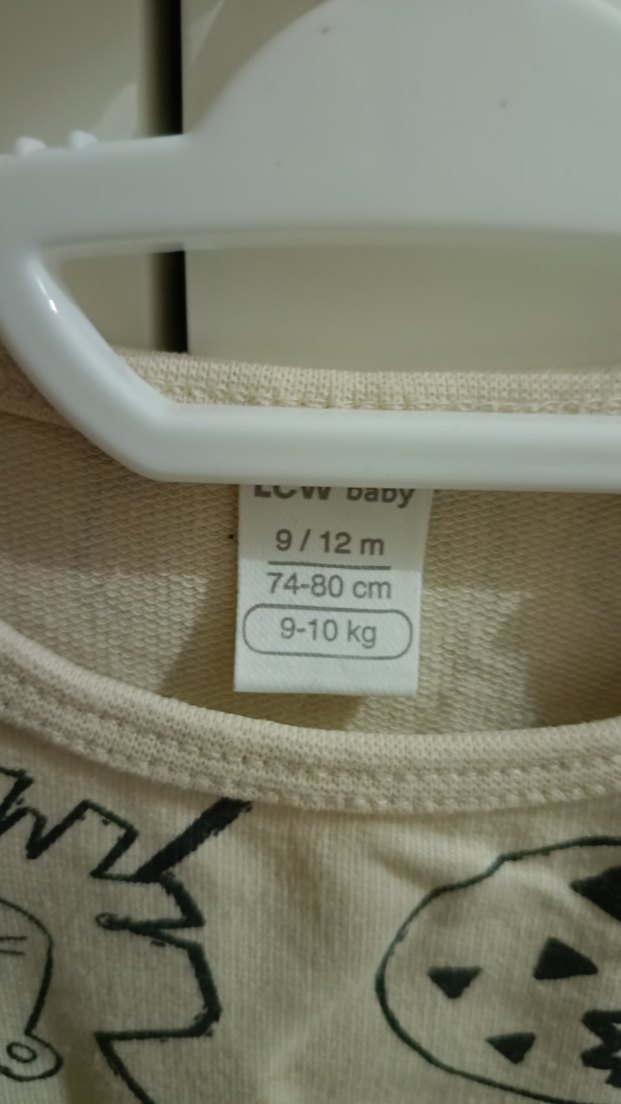 LCW baby
9 / 12 m
74-80 cm
9-10 kg